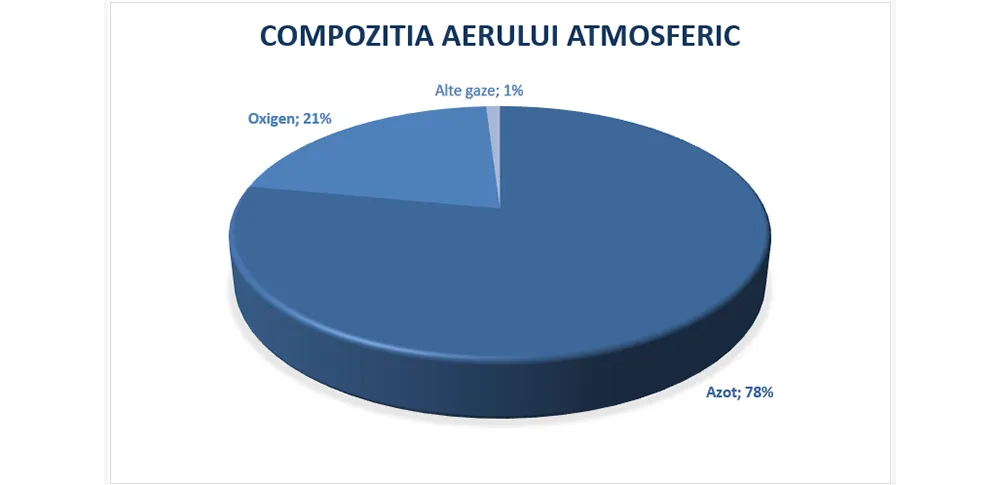 COMPOZITIA AERULUI ATMOSFERIC
Alte gaze; 1%
Oxigen; 21%
Azot; 78%